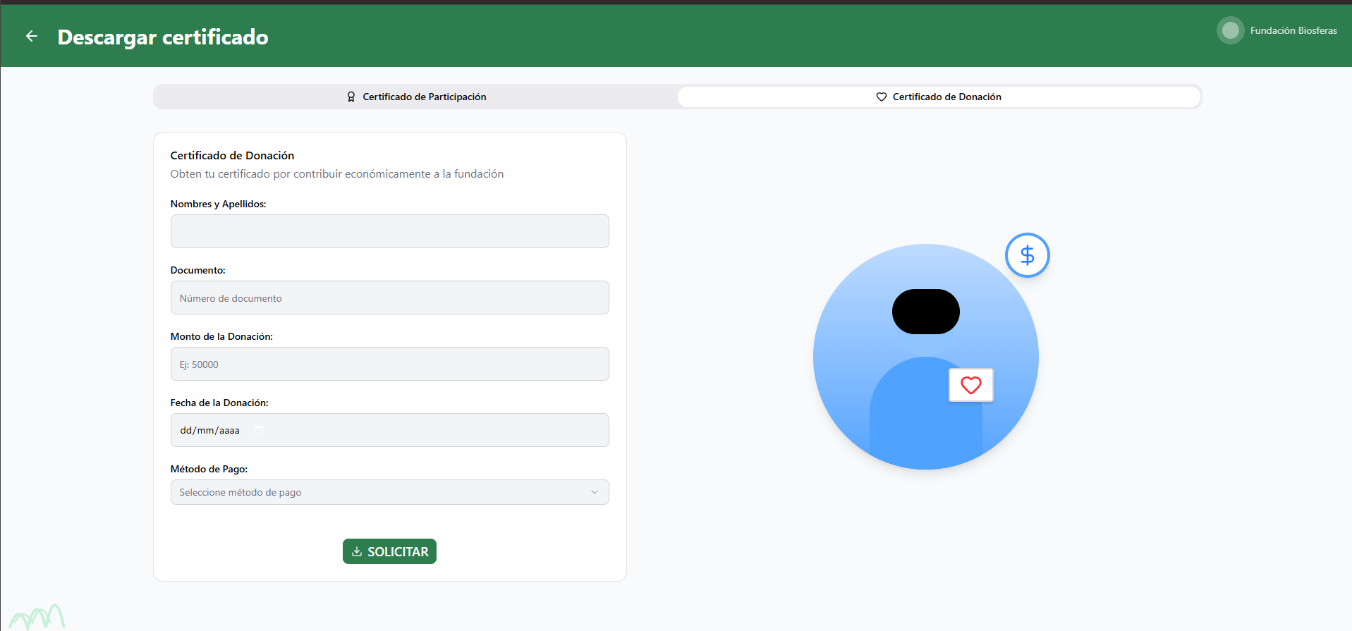 Descargar certificado
Fundación Biosferas
Certificado de Participación
Certificado de Donación
Certificado de Donación
Obten tu certificado por contribuir económicamente a la fundación
Nombres y Apellidos:
Documento:
Número de documento
Monto de la Donación:
Ej: 50000
Fecha de la Donación:
dd/mm/aaaa
Método de Pago:
Seleccione método de pago
SOLICITAR
$